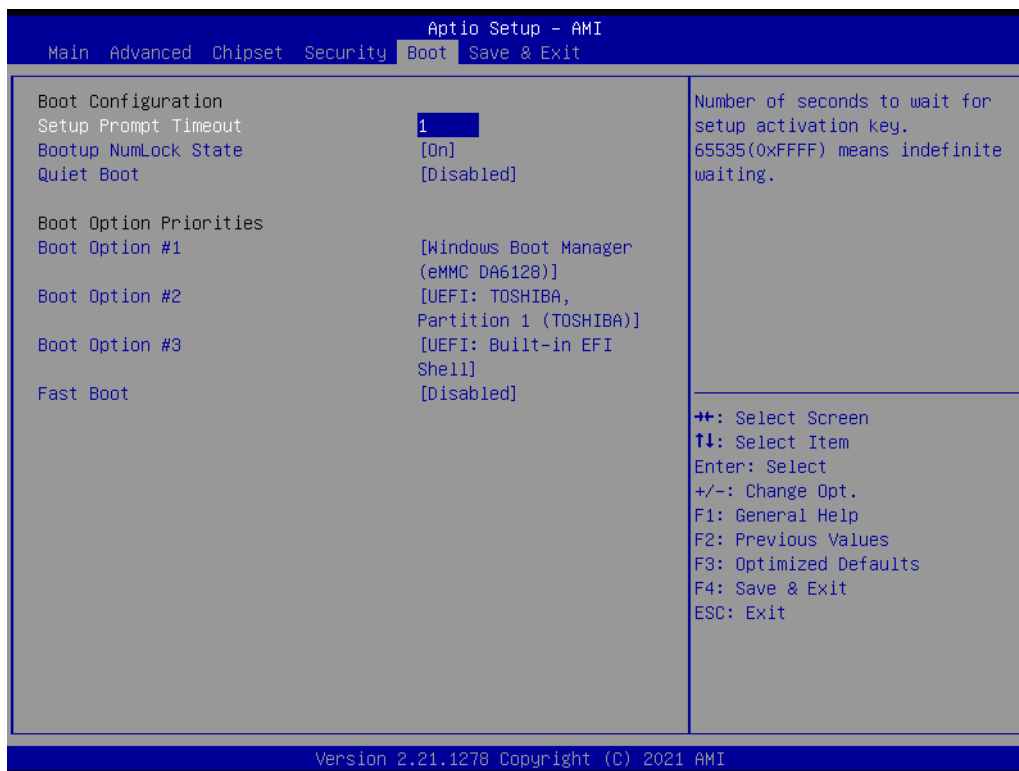 Aptio Setup – AMI
Main Advanced Chipset Security Boot Save & Exit
Boot Configuration
Setup Prompt Timeout 1
Bootup NumLock State [On]
Quiet Boot [Disabled]
Boot Option Priorities
Boot Option #1 [Windows Boot Manager
(eMMC DA6128)]
Boot Option #2 [UEFI: TOSHIBA,
Partition 1 (TOSHIBA)]
Boot Option #3 [UEFI: Built-in EFI
Shell]
Fast Boot [Disabled]
Number of seconds to wait for
setup activation key.
65535(0xFFFF) means indefinite
waiting.
→←: Select Screen
↑↓: Select Item
Enter: Select
+/-: Change Opt.
F1: General Help
F2: Previous Values
F3: Optimized Defaults
F4: Save & Exit
ESC: Exit
Version 2.21.1278 Copyright (C) 2021 AMI